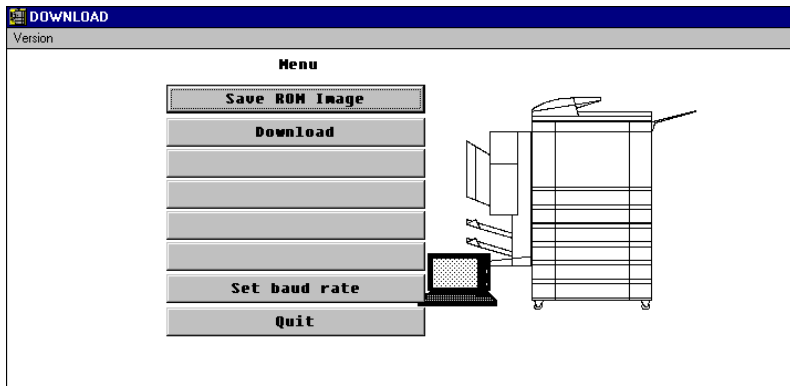 DOWNLOAD
Version
Menu
Save ROM Image
Download
Set baud rate
Quit